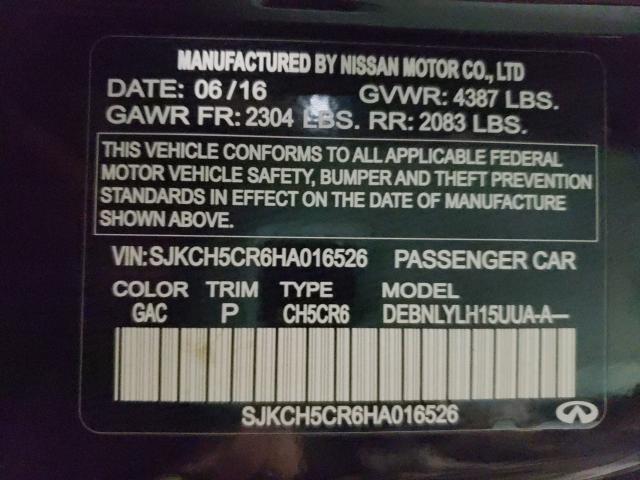 MANUFACTURED BY NISSAN MOTOR CO., LTD
DATE: 06/16 GVWR: 4387 LBS.
GAWR FR: 2304 LBS. RR: 2083 LBS.
THIS VEHICLE CONFORMS TO ALL APPLICABLE FEDERAL
MOTOR VEHICLE SAFETY, BUMPER AND THEFT PREVENTION
STANDARDS IN EFFECT ON THE DATE OF MANUFACTURE
SHOWN ABOVE.
VIN:SJKCH5CR6HA016526 PASSENGER CAR
COLOR TRIM TYPE MODEL
GAC P CH5CR6 DEBNLYLH15UUA-A—
SJKCH5CR6HA016526